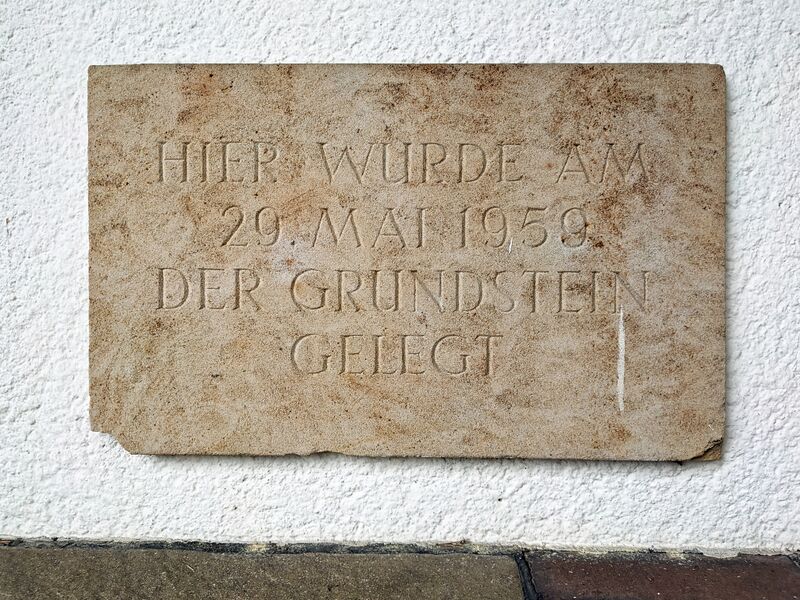 HIER WURDE AM
29 MAI 1959
DER GRUNDSTEIN
GELEGT